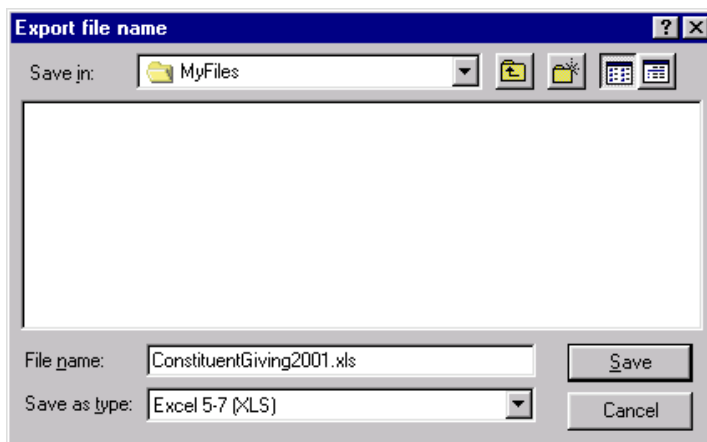 Export file name
Save in: MyFiles
File name: ConstituentGiving2001.xls Save
Save as type: Excel 5-7 (XLS) Cancel